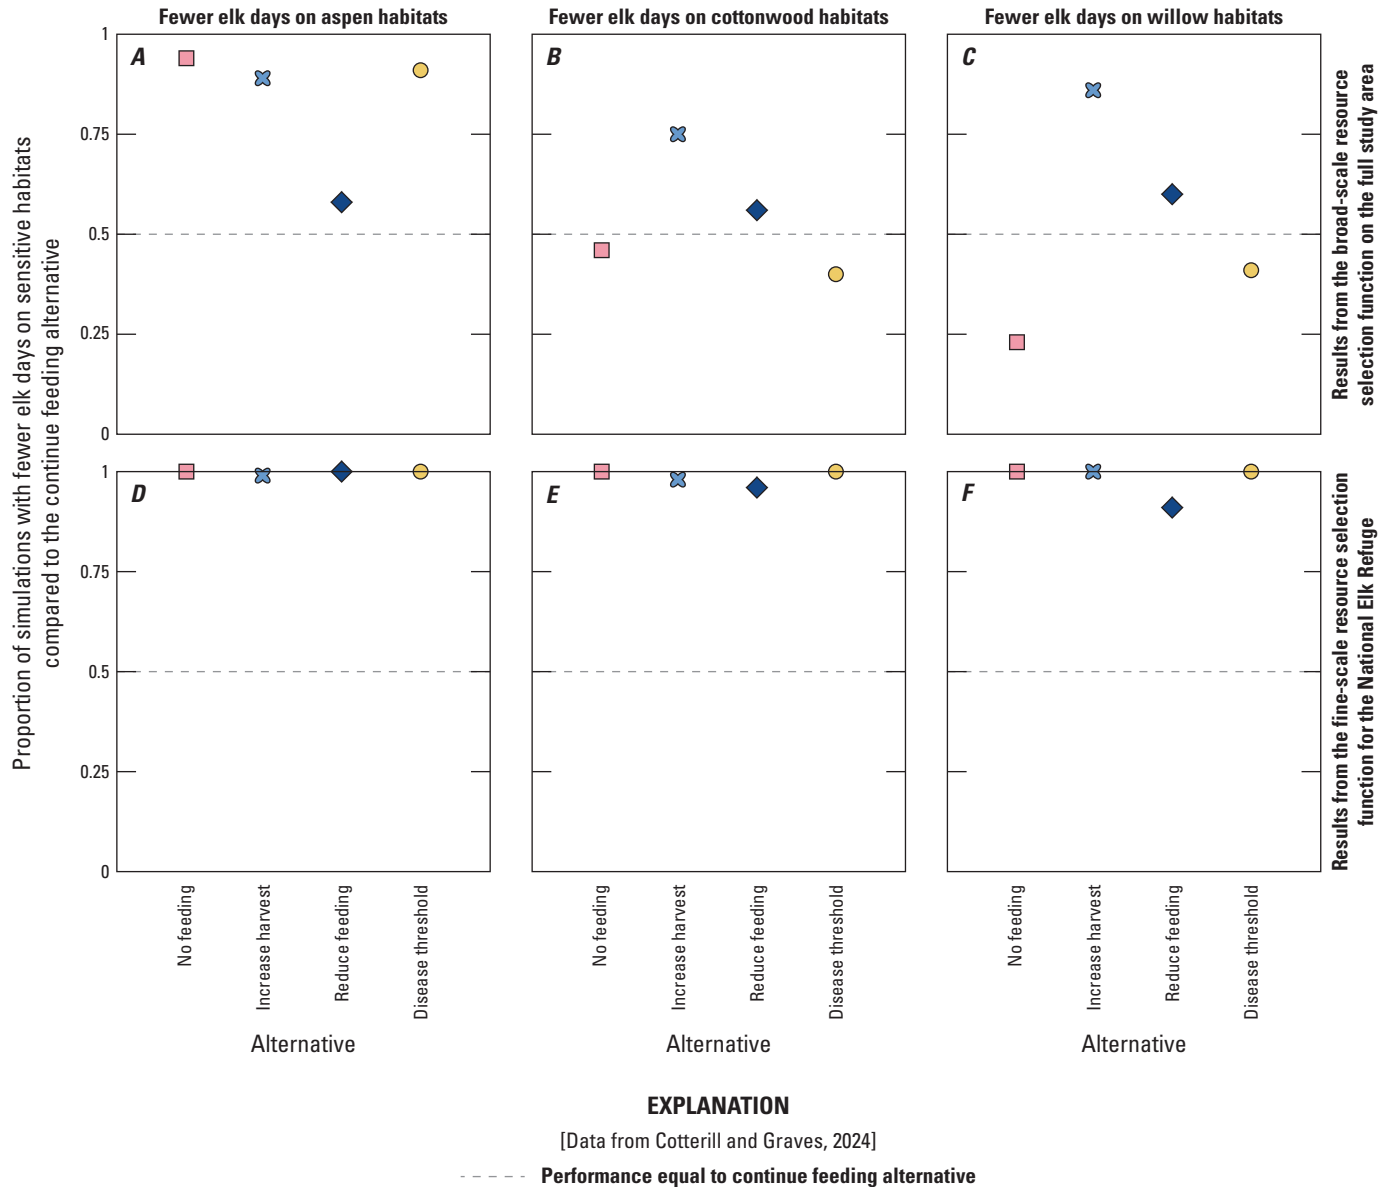 Fewer elk days on aspen habitats
Fewer elk days on cottonwood habitats
Fewer elk days on willow habitats
Proportion of simulations with fewer elk days on sensitive habitats
compared to the continue feeding alternative
1
0.75
0.5
0.25
0
A
B
C
Results from the broad-scale resource
selection function on the full study area
1
0.75
0.5
0.25
0
D
E
F
Results from the fine-scale resource selection
function for the National Elk Refuge
No feeding
Increase harvest
Reduce feeding
Disease threshold
No feeding
Increase harvest
Reduce feeding
Disease threshold
No feeding
Increase harvest
Reduce feeding
Disease threshold
Alternative
Alternative
Alternative
EXPLANATION
[Data from Cotterill and Graves, 2024]
Performance equal to continue feeding alternative